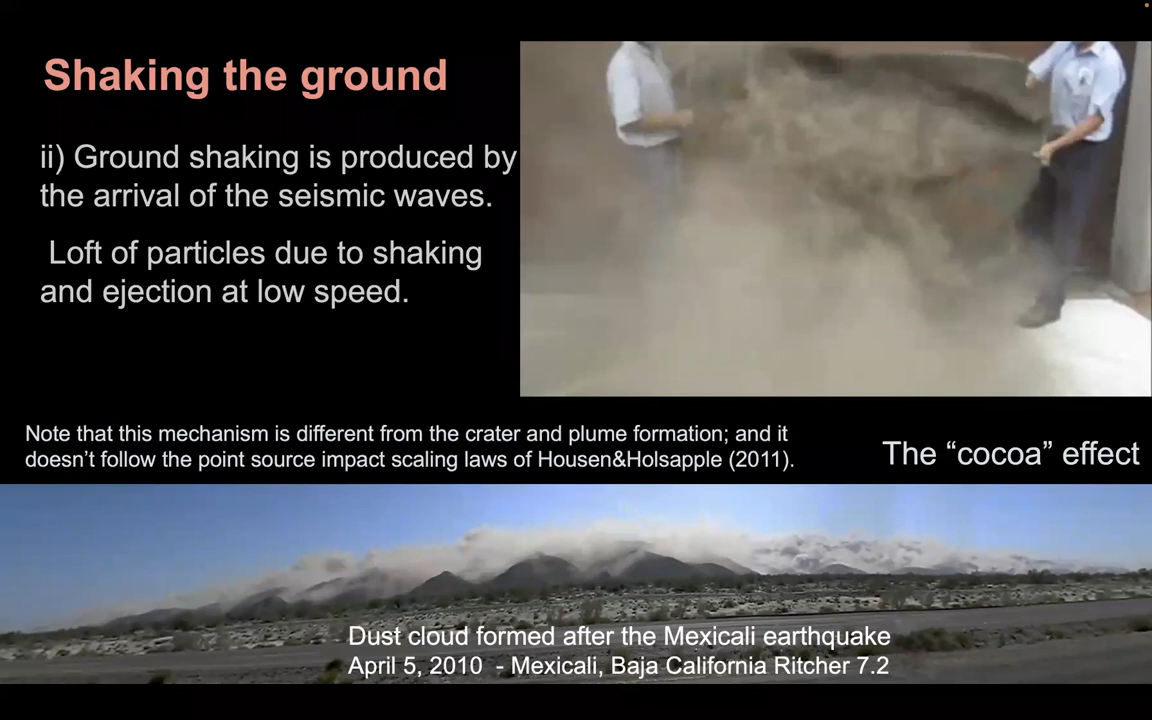 Shaking the ground
ii) Ground shaking is produced by
the arrival of the seismic waves.
Loft of particles due to shaking
and ejection at low speed.
Note that this mechanism is different from the crater and plume formation; and it
doesn’t follow the point source impact scaling laws of Housen&Holsapple (2011).
The “cocoa” effect
Dust cloud formed after the Mexicali earthquake
April 5, 2010 - Mexicali, Baja California Ritcher 7.2